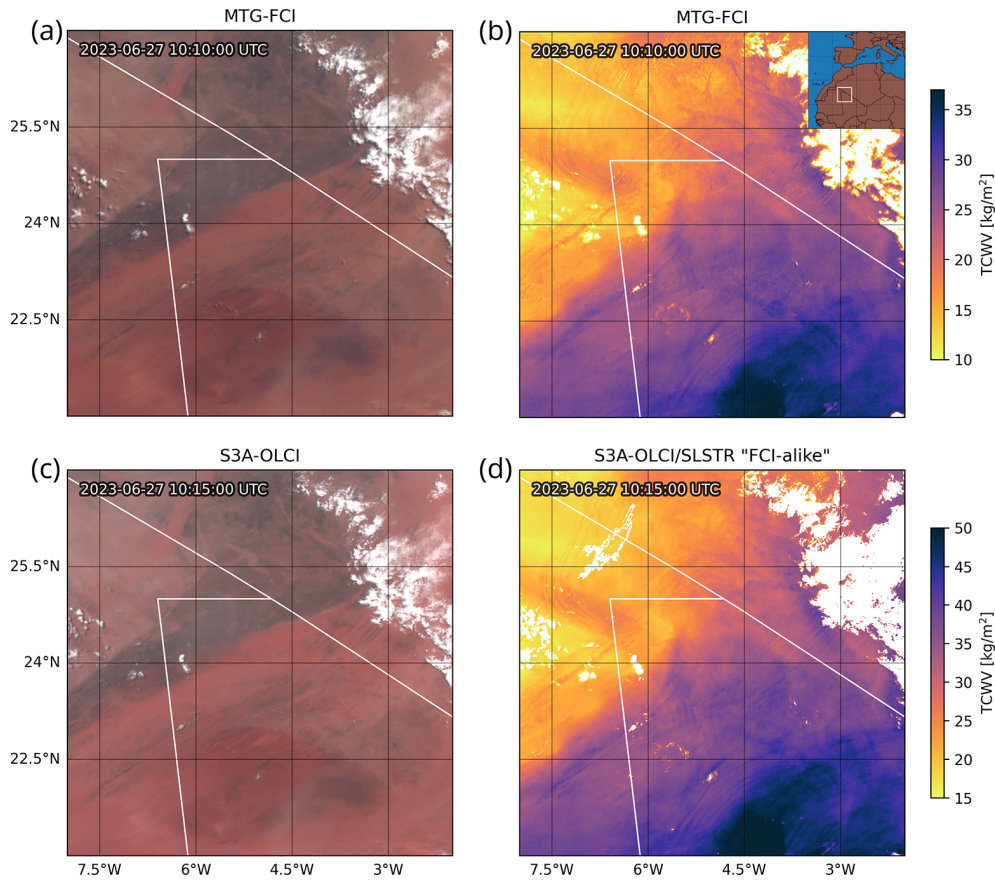 (a)
MTG-FCI
2023-06-27 10:10:00 UTC
25.5°N
24°N
22.5°N
(b)
MTG-FCI
2023-06-27 10:10:00 UTC
35
30
25
20
15
10
TCWV [kg/m²]
(c)
S3A-OLCI
2023-06-27 10:15:00 UTC
25.5°N
24°N
22.5°N
7.5°W 6°W 4.5°W 3°W
(d)
S3A-OLCI/SLSTR "FCI-alike"
2023-06-27 10:15:00 UTC
7.5°W 6°W 4.5°W 3°W
50
45
40
35
30
25
20
15
TCWV [kg/m²]